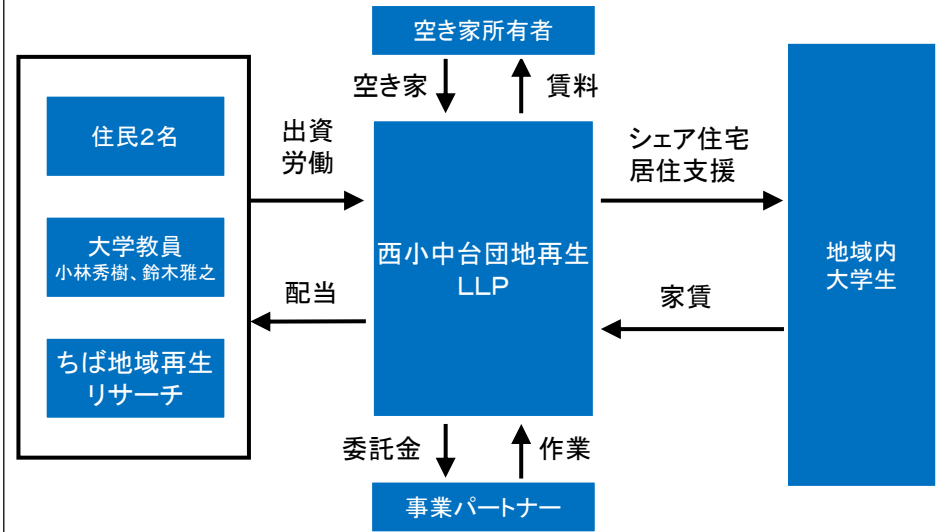 空き家所有者
空き家
賃料
住民2名
大学教員
小林秀樹、鈴木雅之
ちば地域再生
リサーチ
出資
労働
配当
西小中台団地再生
LLP
シェア住宅
居住支援
家賃
地域内
大学生
委託金
作業
事業パートナー